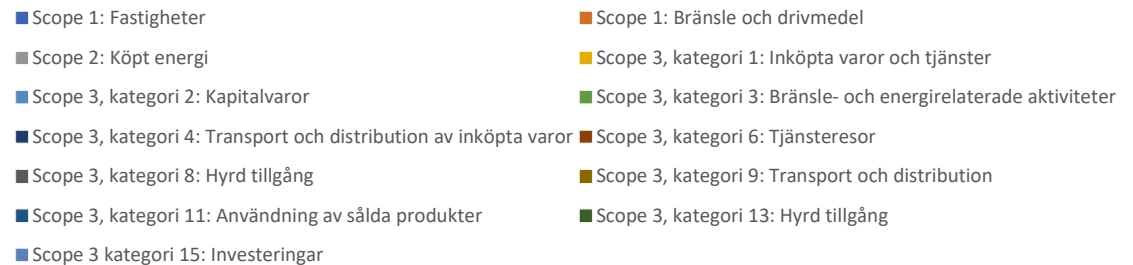 Scope 1: Fastigheter
Scope 1: Bränsle och drivmedel
Scope 2: Köpt energi
Scope 3, kategori 1: Inköpta varor och tjänster
Scope 3, kategori 2: Kapitalvaror
Scope 3, kategori 3: Bränsle- och energirelaterade aktiviteter
Scope 3, kategori 4: Transport och distribution av inköpta varor
Scope 3, kategori 6: Tjänsteresor
Scope 3, kategori 8: Hyrd tillgång
Scope 3, kategori 9: Transport och distribution
Scope 3, kategori 11: Användning av sålda produkter
Scope 3, kategori 13: Hyrd tillgång
Scope 3 kategori 15: Investeringar